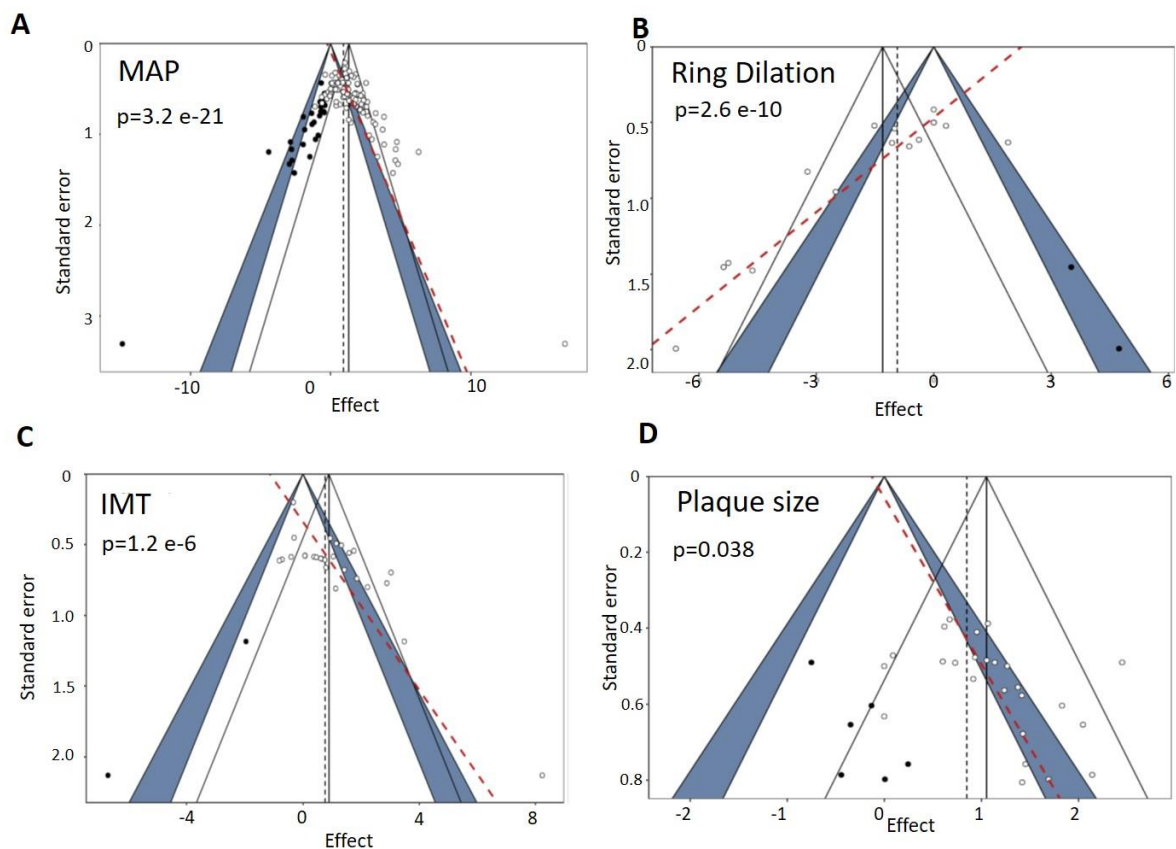 A
MAP
p=3.2 e-21
0
1
2
3
Standard error
-10
0
10
Effect
B
Ring Dilation
p=2.6 e-10
0
0.5
1.0
1.5
2.0
Standard error
-6
-3
0
3
6
Effect
C
IMT
p=1.2 e-6
0
0.5
1.0
1.5
2.0
Standard error
-4
0
4
8
Effect
D
Plaque size
p=0.038
0
0.2
0.4
0.6
0.8
Standard error
-2
-1
0
1
2
Effect